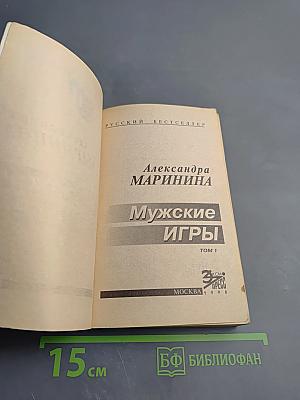 РУССКИЙ БЕСТСЕЛЛЕР
Александра
МАРИНИНА
Мужские
ИГРЫ
ТОМ 1
МОСКВА
15 см
БФ БИБЛИОФАН